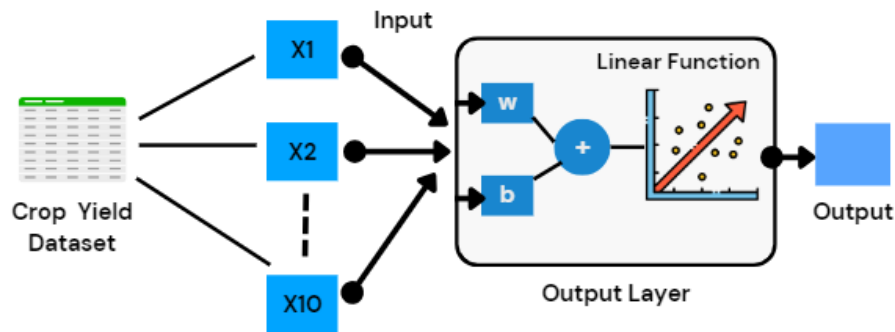 Input
X1
Linear Function
w
X2
+
b
Crop Yield
Dataset
Output
X10
Output Layer